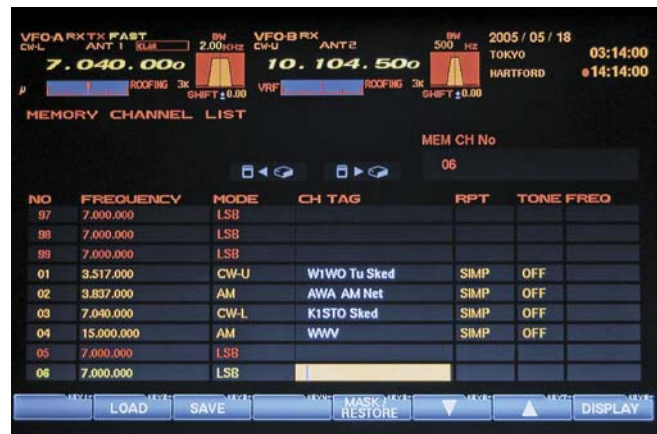 VFO-A RX TX FAST BW VFO-B RX BW 2005 / 05 / 18
CW-L ANT 1 CLAR 2.00 KHZ CW-U ANT 2 500 HZ TOKYO 03:14:00
7.040.000 10.104.500 HARTFORD 14:14:00
ROOFING 3K SHIFT ±0.00 VRF ROOFING 3K SHIFT ±0.00
MEMORY CHANNEL LIST
MEM CH No
06
NO FREQUENCY MODE CH TAG RPT TONE FREQ
97 7.000.000 LSB
98 7.000.000 LSB
99 7.000.000 LSB
01 3.517.000 CW-U W1WO Tu Sked SIMP OFF
02 3.837.000 AM AWA AM Net SIMP OFF
03 7.040.000 CW-L K1STO Sked SIMP OFF
04 15.000.000 AM WWV SIMP OFF
05 7.000.000 LSB
06 7.000.000 LSB
LOAD SAVE MASK / RESTORE ▼ ▲ DISPLAY